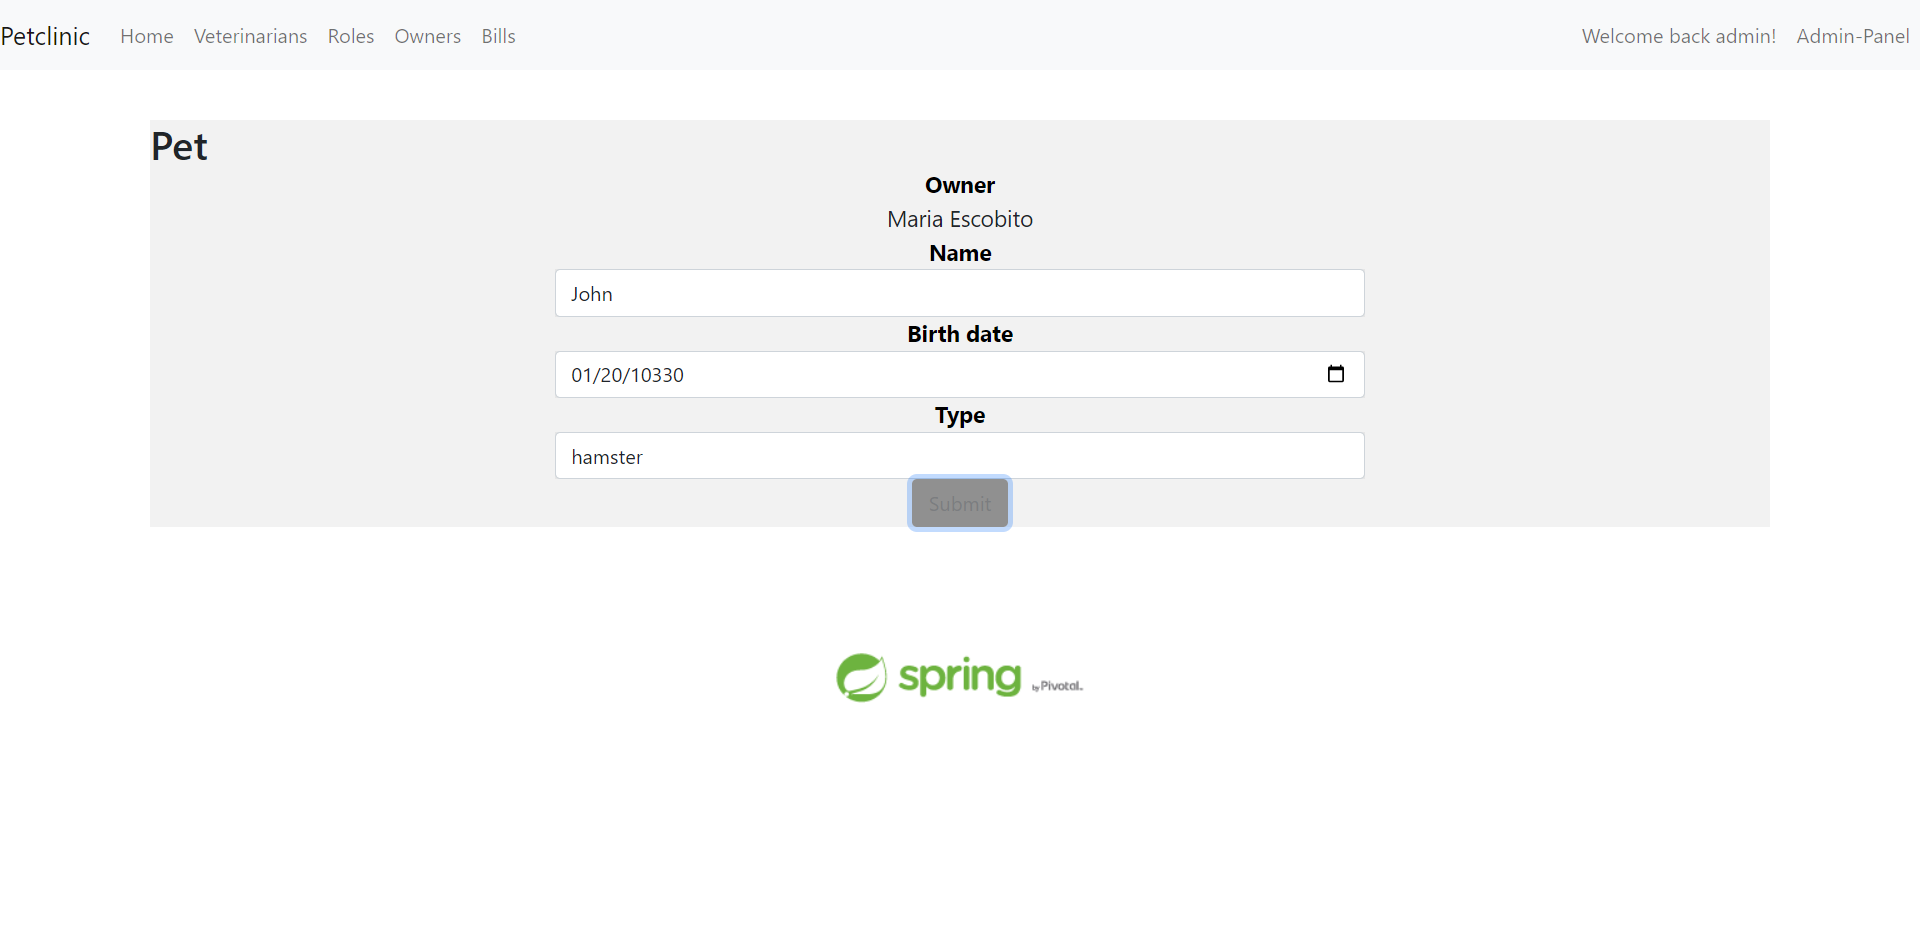 Petclinic Home Veterinarians Roles Owners Bills Welcome back admin! Admin-Panel
Pet
Owner
Maria Escobito
Name
John
Birth date
01/20/10330
Type
hamster
Submit
spring by Pivotal.